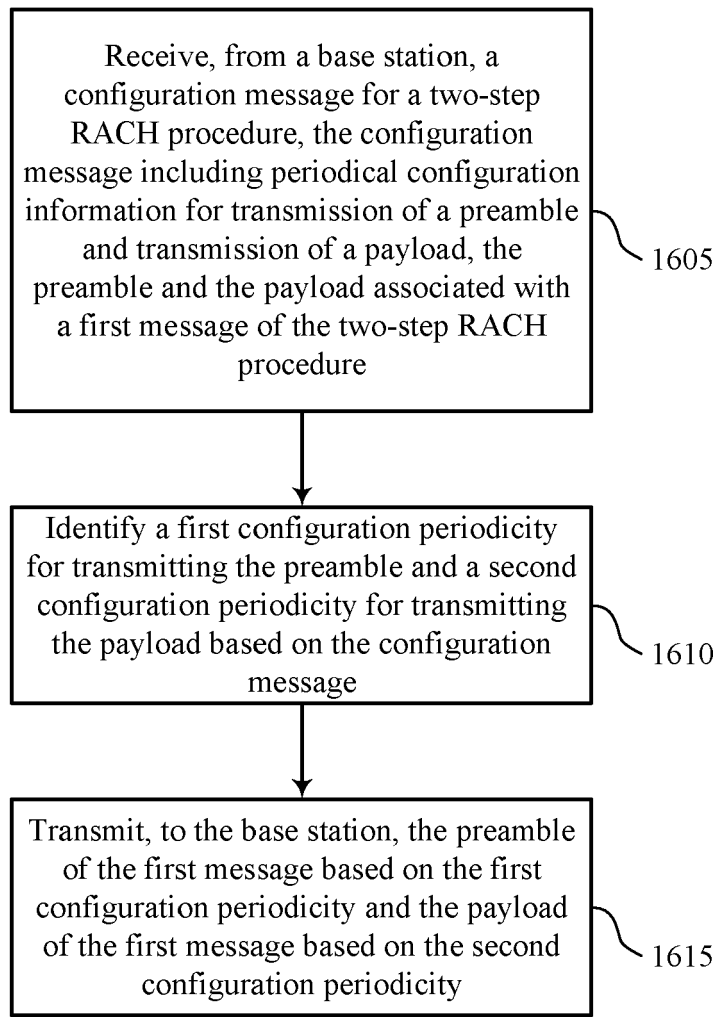 Receive, from a base station, a
configuration message for a two-step
RACH procedure, the configuration
message including periodical configuration
information for transmission of a preamble
and transmission of a payload, the
preamble and the payload associated with
a first message of the two-step RACH
procedure
1605
Identify a first configuration periodicity
for transmitting the preamble and a second
configuration periodicity for transmitting
the payload based on the configuration
message
1610
Transmit, to the base station, the preamble
of the first message based on the first
configuration periodicity and the payload
of the first message based on the second
configuration periodicity
1615